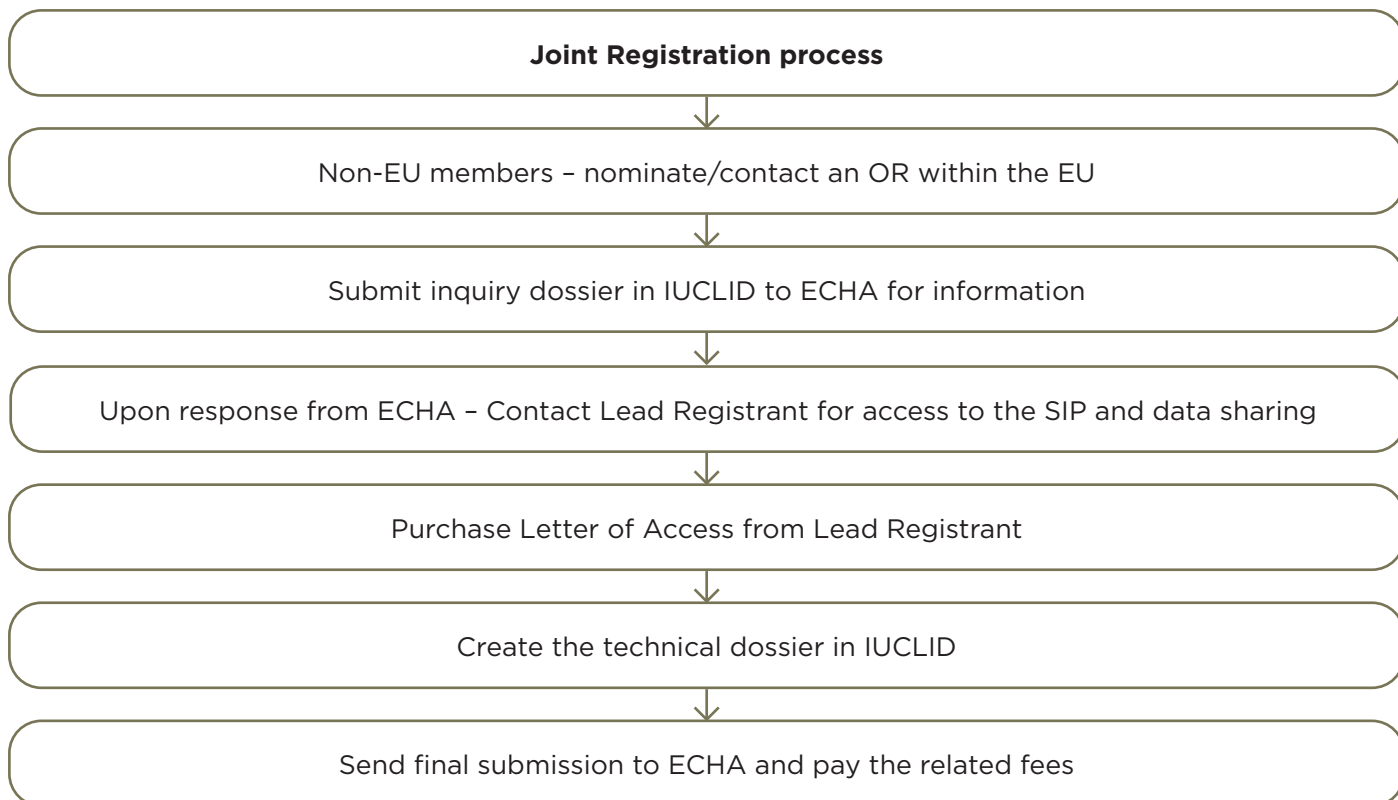 Joint Registration process
Non-EU members – nominate/contact an OR within the EU
Submit inquiry dossier in IUCLID to ECHA for information
Upon response from ECHA – Contact Lead Registrant for access to the SIP and data sharing
Purchase Letter of Access from Lead Registrant
Create the technical dossier in IUCLID
Send final submission to ECHA and pay the related fees